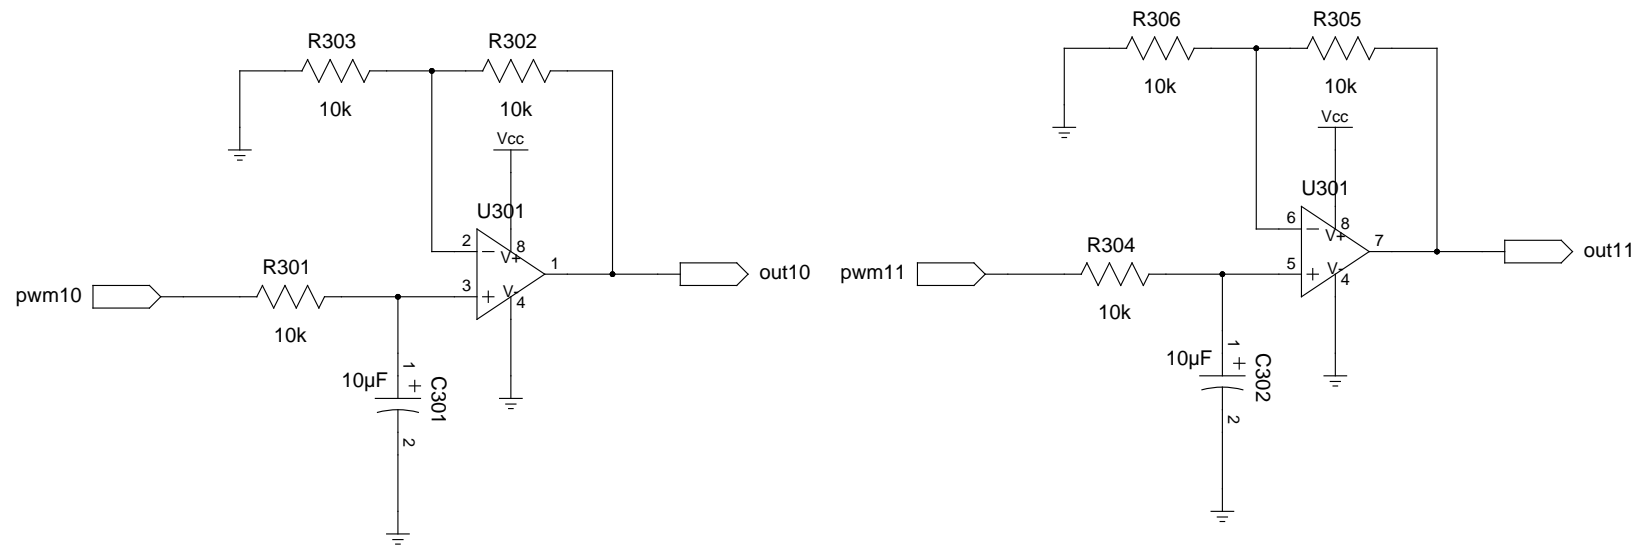 R303
R302
10k
10k
Vcc
U301
2
8
V+
1
out10
R301
3
V-
4
pwm10
10k
1
10µF
C301
2
R306
R305
10k
10k
Vcc
U301
6
8
V+
7
out11
R304
5
V-
4
pwm11
10k
1
10µF
C302
2